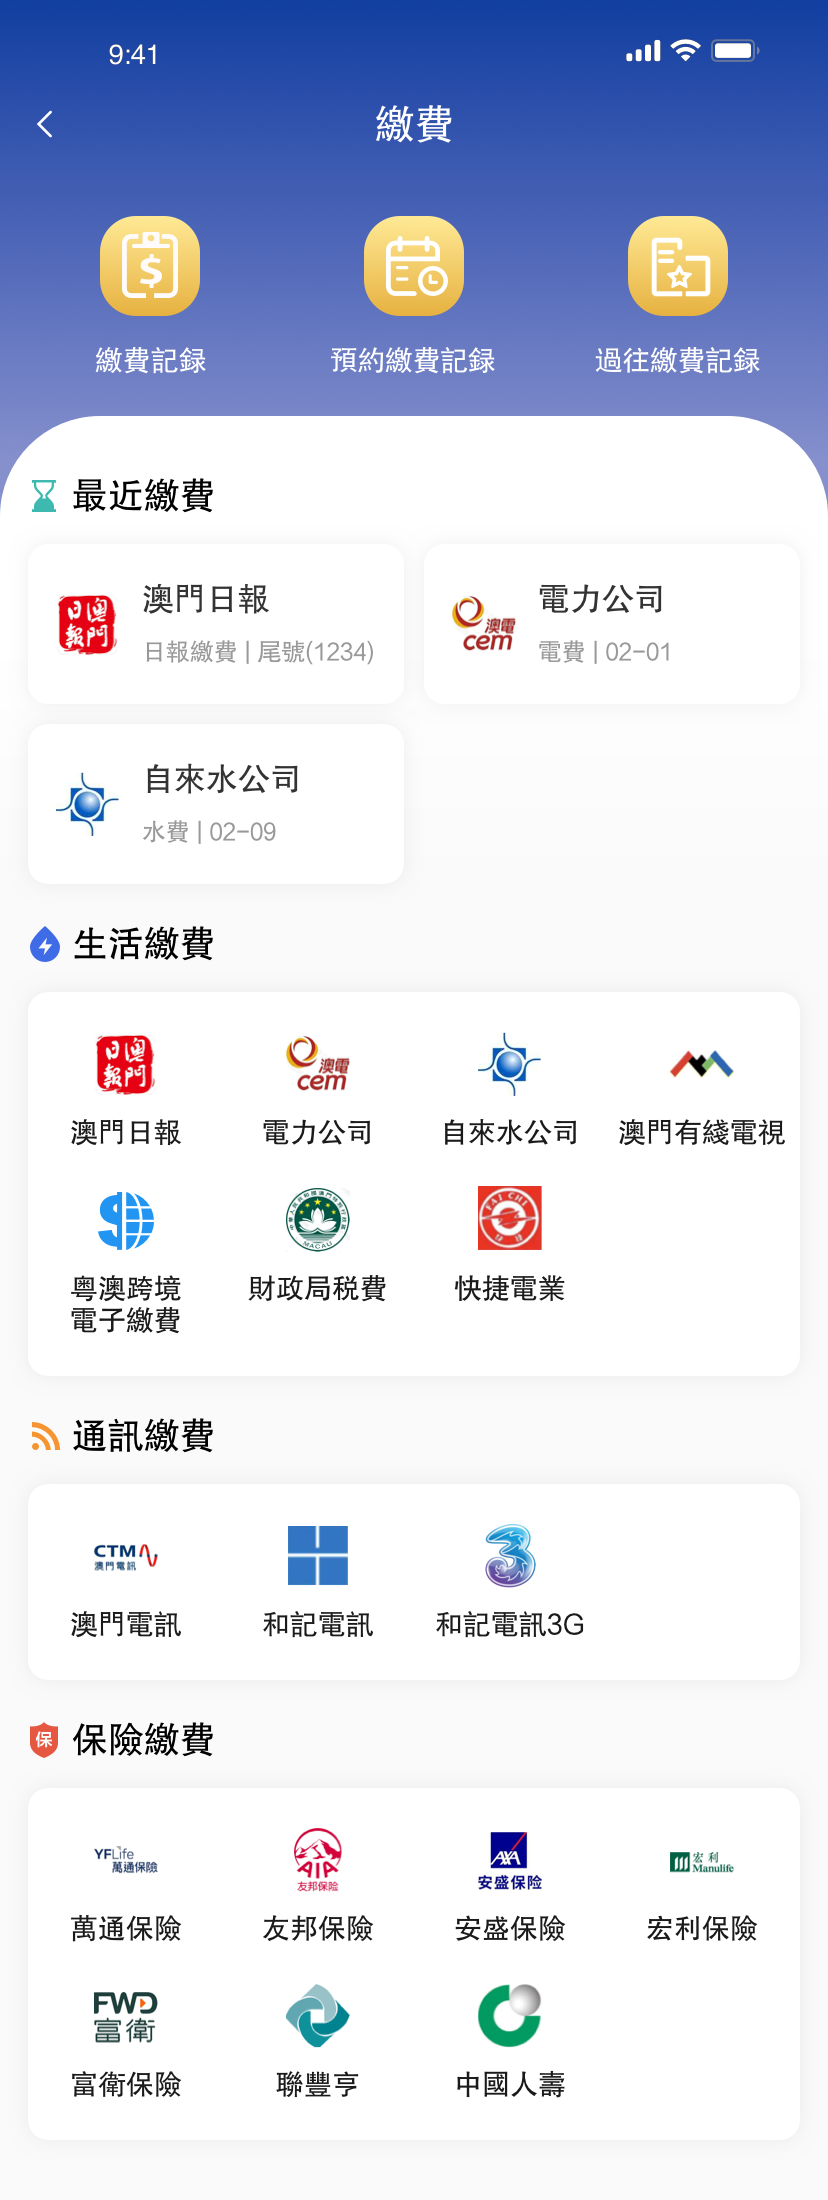 9:41
繳費
繳費記録
預約繳費記録
過往繳費記録
最近繳費
澳門日報
澳門日報
日報繳費 | 尾號(1234)
澳電
cem
電力公司
電費 | 02-01
自來水公司
水費 | 02-09
生活繳費
澳門日報
澳電
cem
澳門日報
電力公司
自來水公司
澳門有綫電視
MACAU
TAI CHI
粵澳跨境
電子繳費
財政局税費
快捷電業
通訊繳費
CTM
澳門電訊
3
澳門電訊
和記電訊
和記電訊3G
保
保險繳費
YFLife
萬通保險
AIA
友邦保險
AXA
安盛保险
宏利
Manulife
萬通保險
友邦保險
安盛保險
宏利保險
FWD
富衛
富衛保險
聯豐亨
中國人壽